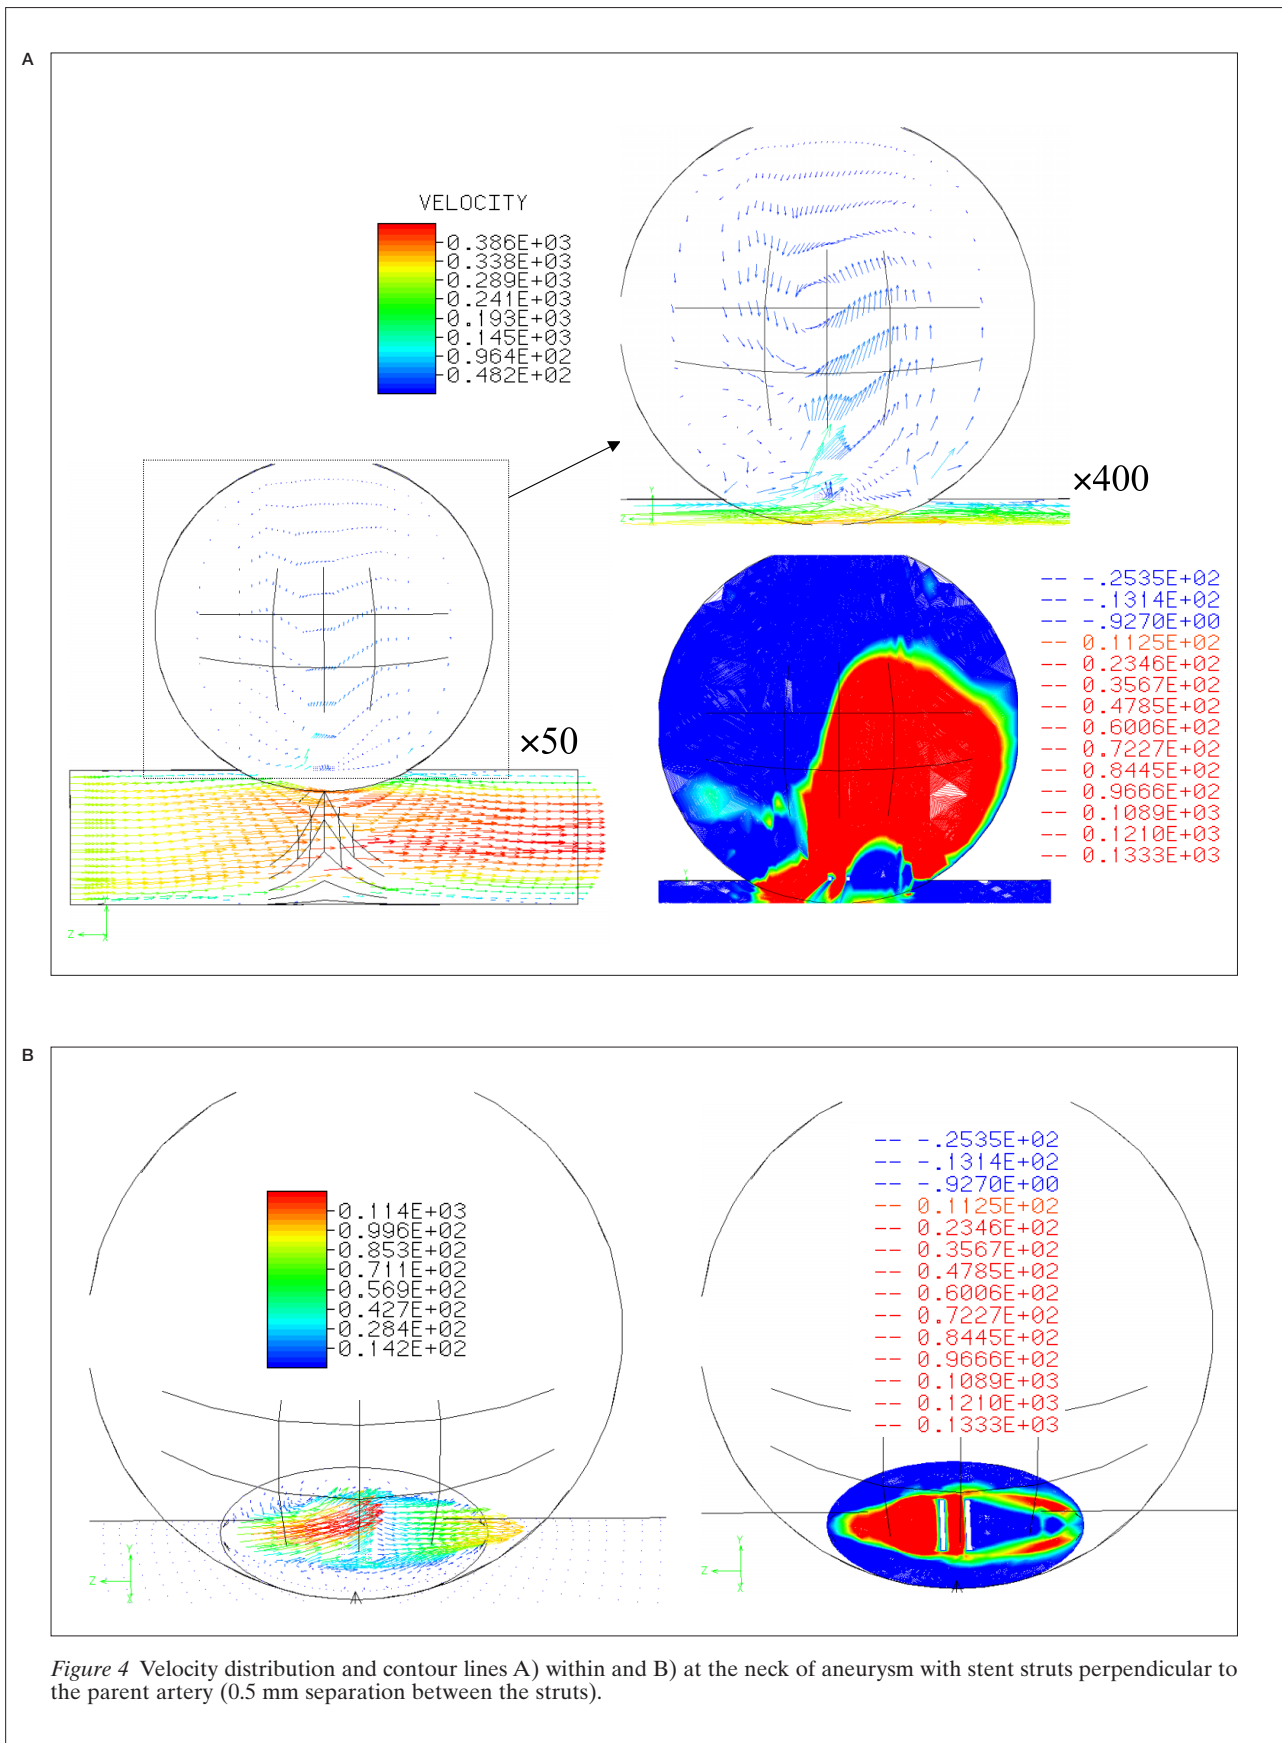 A
VELOCITY
0.386E+03
0.338E+03
0.289E+03
0.241E+03
0.193E+03
0.145E+03
0.964E+02
0.482E+02
×400
Y
Z
×50
Z
X
-- -.2535E+02
-- -.1314E+02
-- -.9270E+00
-- 0.1125E+02
-- 0.2346E+02
-- 0.3567E+02
-- 0.4785E+02
-- 0.6006E+02
-- 0.7227E+02
-- 0.8445E+02
-- 0.9666E+02
-- 0.1089E+03
-- 0.1210E+03
-- 0.1333E+03
Y
B
0.114E+03
0.996E+02
0.853E+02
0.711E+02
0.569E+02
0.427E+02
0.284E+02
0.142E+02
Y
Z
X
-- -.2535E+02
-- -.1314E+02
-- -.9270E+00
-- 0.1125E+02
-- 0.2346E+02
-- 0.3567E+02
-- 0.4785E+02
-- 0.6006E+02
-- 0.7227E+02
-- 0.8445E+02
-- 0.9666E+02
-- 0.1089E+03
-- 0.1210E+03
-- 0.1333E+03
Y
Z
X
Figure 4 Velocity distribution and contour lines A) within and B) at the neck of aneurysm with stent struts perpendicular to
the parent artery (0.5 mm separation between the struts).